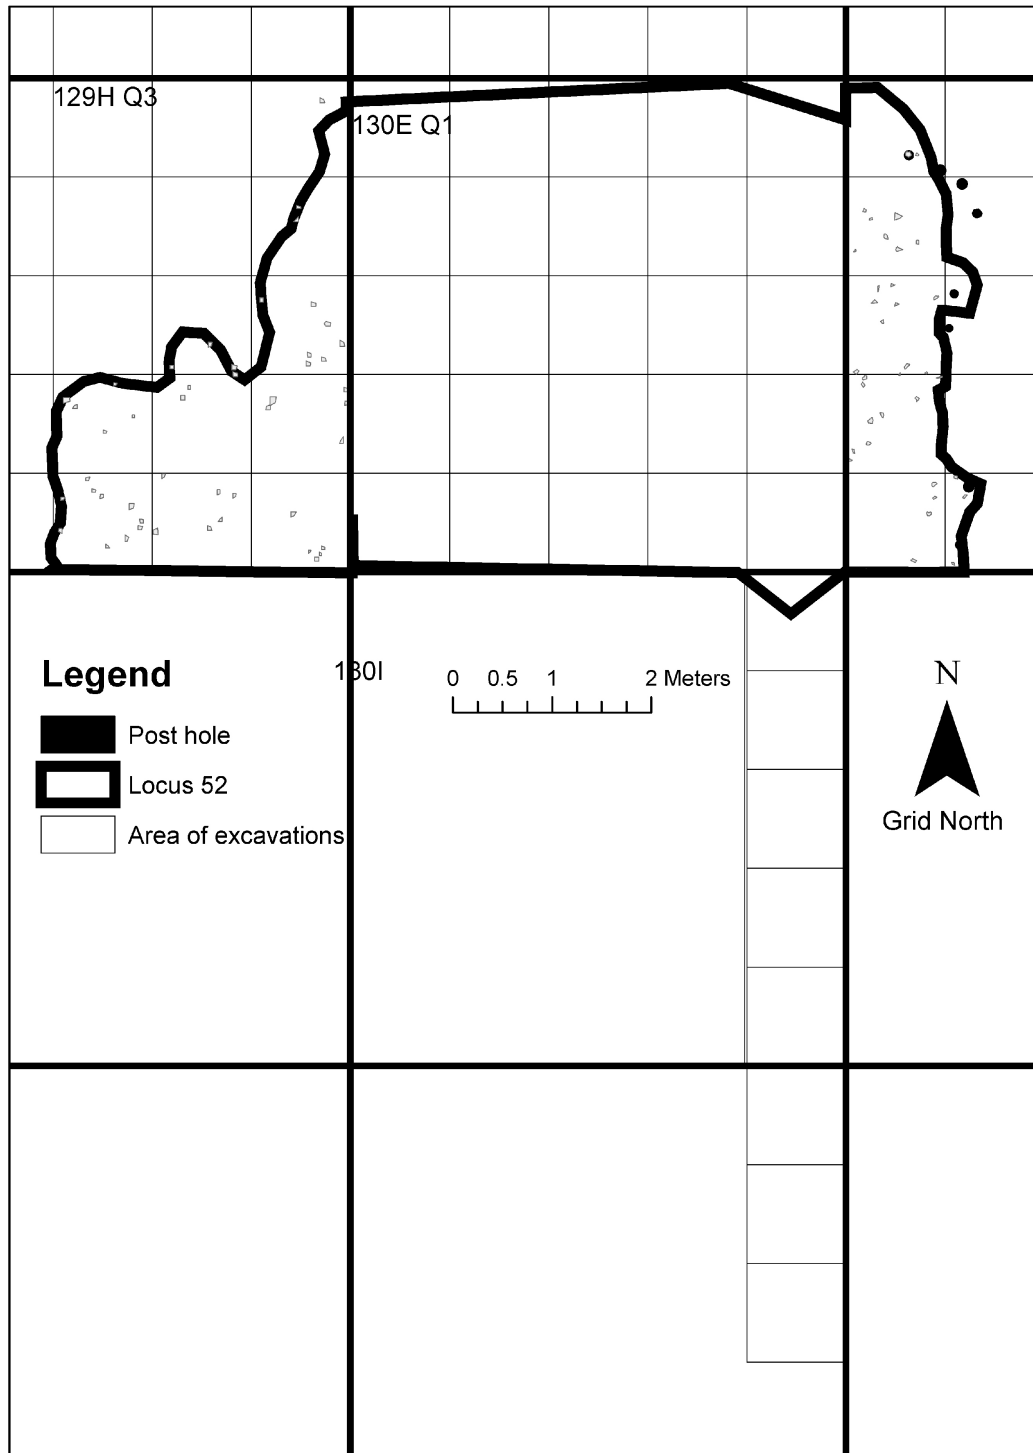 129H Q3
130E Q1
Legend
130I
0 0.5 1 2 Meters
N
Post hole
Locus 52
Grid North
Area of excavations